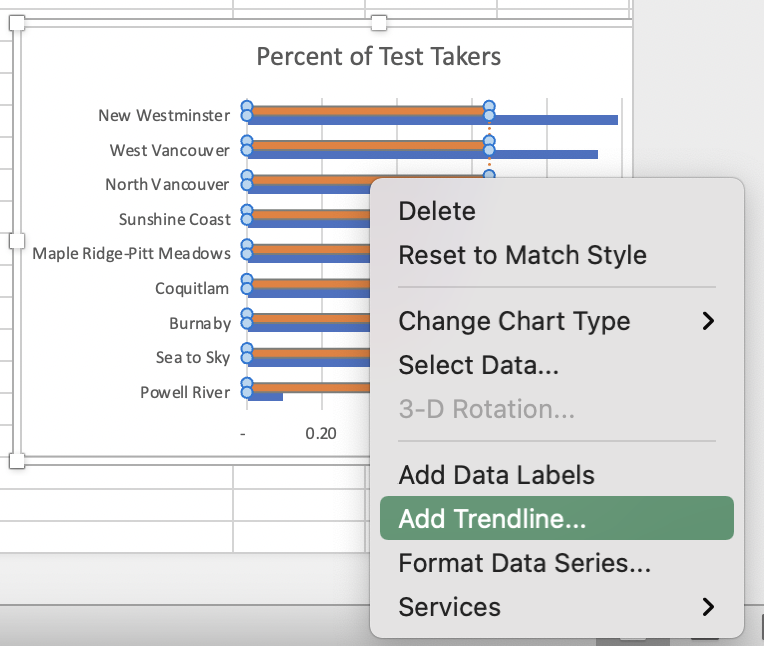 Percent of Test Takers
New Westminster
West Vancouver
North Vancouver
Sunshine Coast
Maple Ridge-Pitt Meadows
Coquitlam
Burnaby
Sea to Sky
Powell River
- 0.20
Delete
Reset to Match Style
Change Chart Type
Select Data...
3-D Rotation...
Add Data Labels
Add Trendline...
Format Data Series...
Services